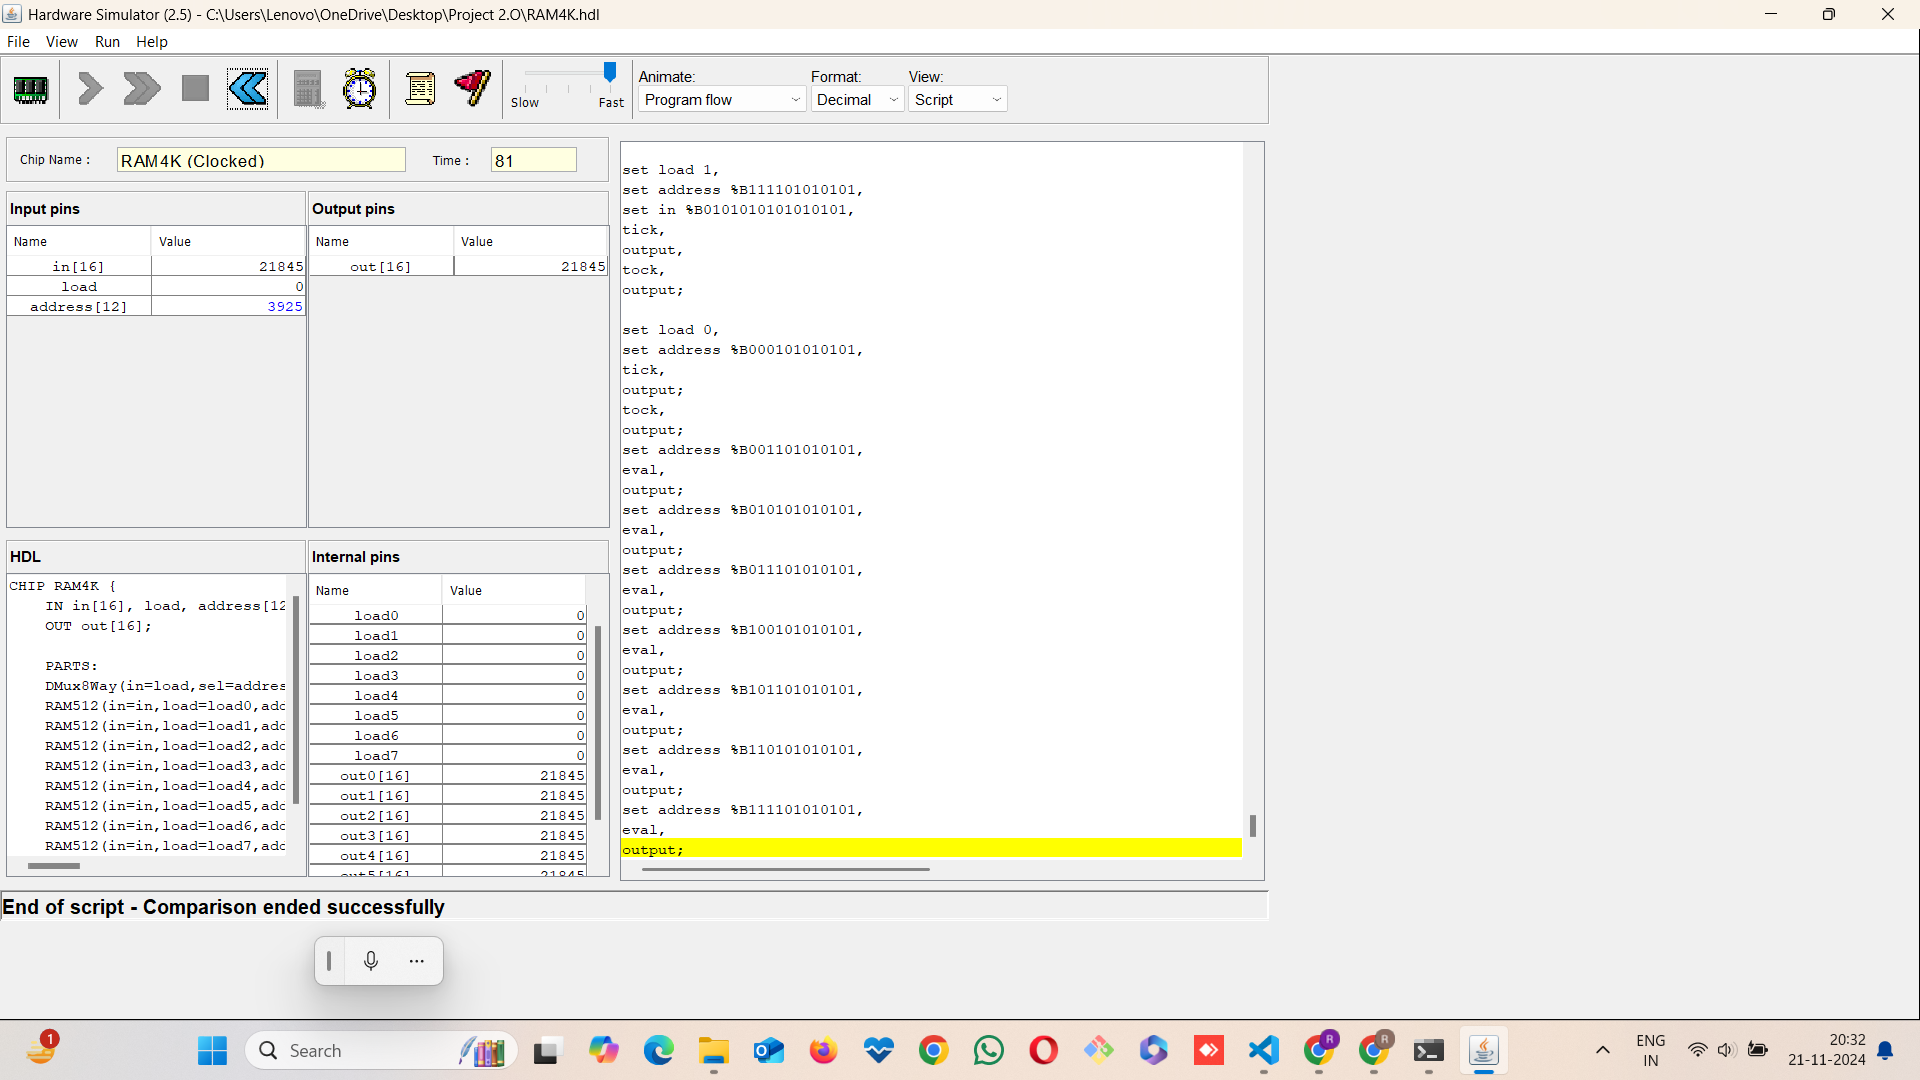 Hardware Simulator (2.5) - C:\Users\Lenovo\OneDrive\Desktop\Project 2.O\RAM4K.hdl
File View Run Help
Slow Fast
Animate: Format: View:
Program flow Decimal Script
Chip Name : RAM4K (Clocked) Time : 81
Input pins
Name Value
in[16] 21845
load 0
address[12] 3925
Output pins
Name Value
out[16] 21845
HDL
CHIP RAM4K {
IN in[16], load, address[12
OUT out[16];
PARTS:
DMux8Way(in=load,sel=addres
RAM512(in=in,load=load0,add
RAM512(in=in,load=load1,add
RAM512(in=in,load=load2,add
RAM512(in=in,load=load3,add
RAM512(in=in,load=load4,add
RAM512(in=in,load=load5,add
RAM512(in=in,load=load6,add
RAM512(in=in,load=load7,add
Internal pins
Name Value
load0 0
load1 0
load2 0
load3 0
load4 0
load5 0
load6 0
load7 0
out0[16] 21845
out1[16] 21845
out2[16] 21845
out3[16] 21845
out4[16] 21845
out5[16] 21845
set load 1,
set address %B111101010101,
set in %B0101010101010101,
tick,
output,
tock,
output;
set load 0,
set address %B000101010101,
tick,
output;
tock,
output;
set address %B001101010101,
eval,
output;
set address %B010101010101,
eval,
output;
set address %B011101010101,
eval,
output;
set address %B100101010101,
eval,
output;
set address %B101101010101,
eval,
output;
set address %B110101010101,
eval,
output;
set address %B111101010101,
eval,
output;
End of script - Comparison ended successfully
1
Search
R
R
ENG
IN
20:32
21-11-2024